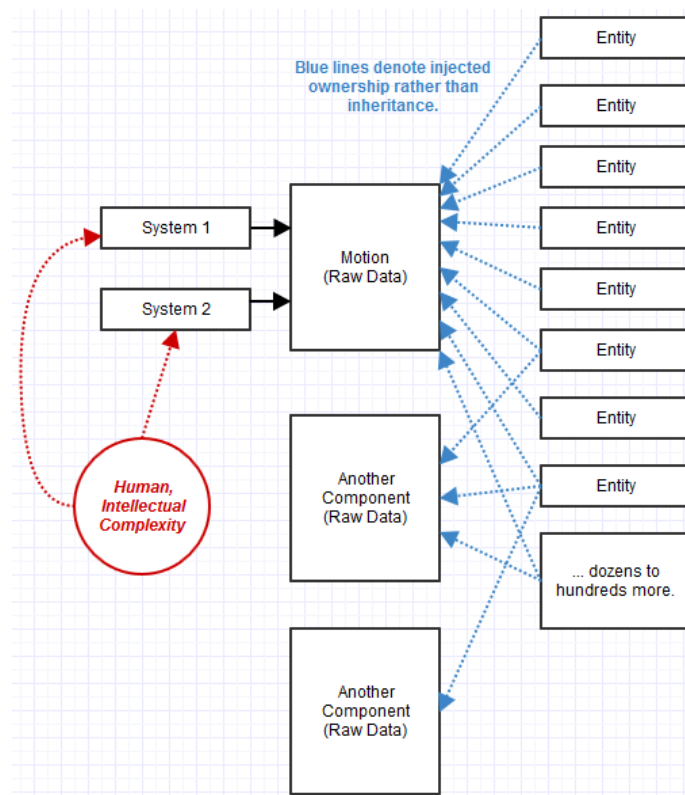 Entity
Blue lines denote injected
ownership rather than
inheritance.
Entity
Entity
System 1
Entity
Motion
(Raw Data)
System 2
Entity
Entity
Entity
Human,
Intellectual
Complexity
Another
Component
(Raw Data)
Entity
... dozens to
hundreds more.
Another
Component
(Raw Data)